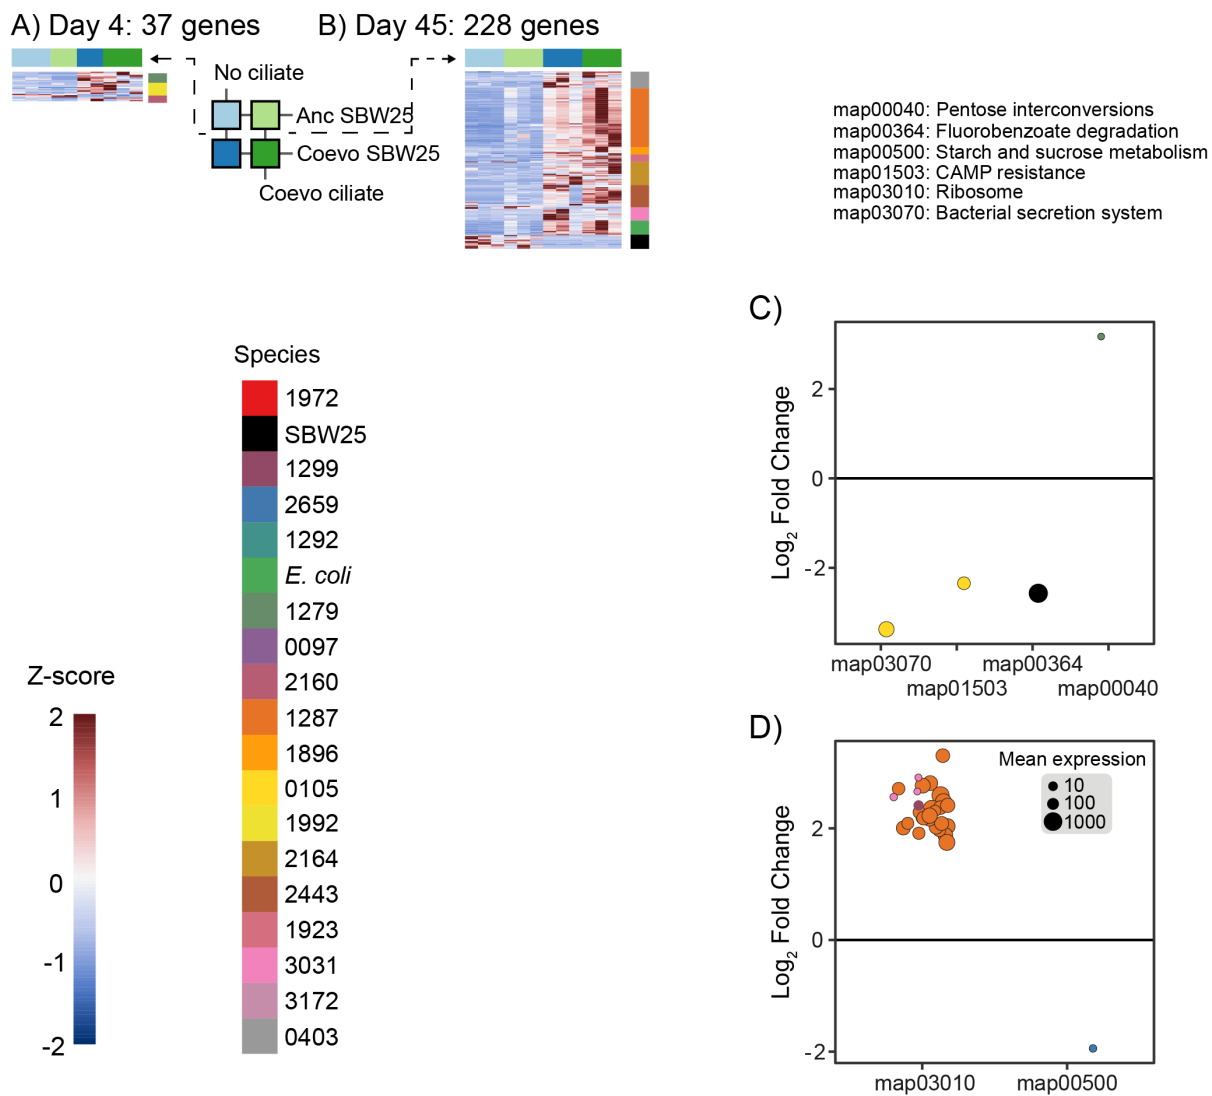 A) Day 4: 37 genes
B) Day 45: 228 genes
No ciliate
Anc SBW25
Coevo SBW25
Coevo ciliate
map00040: Pentose interconversions
map00364: Fluorobenzoate degradation
map00500: Starch and sucrose metabolism
map01503: CAMP resistance
map03010: Ribosome
map03070: Bacterial secretion system
Species
1972
SBW25
1299
2659
1292
E. coli
1279
0097
2160
1287
1896
0105
1992
2164
2443
1923
3031
3172
0403
Z-score
2
1
0
-1
-2
C)
Log2 Fold Change
2
0
-2
map03070
map01503
map00364
map00040
D)
Log2 Fold Change
2
0
-2
Mean expression
10
100
1000
map03010
map00500